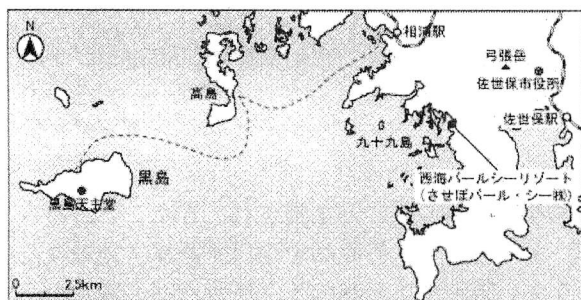 N
相浦駅
弓張岳
佐世保市役所
高島
佐世保駅
九十九島
黒島
西海パールシーリゾート
(させぼパール・シー㈱)
黒島天主堂
0 2.5km